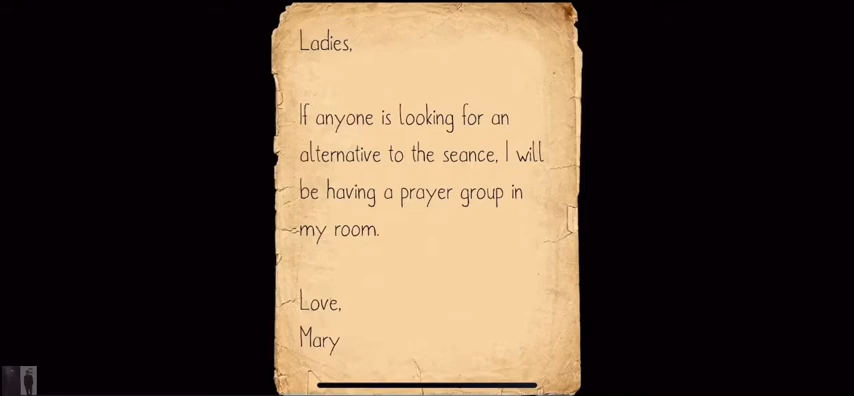 Ladies,
If anyone is looking for an
alternative to the seance, I will
be having a prayer group in
my room.
Love,
Mary